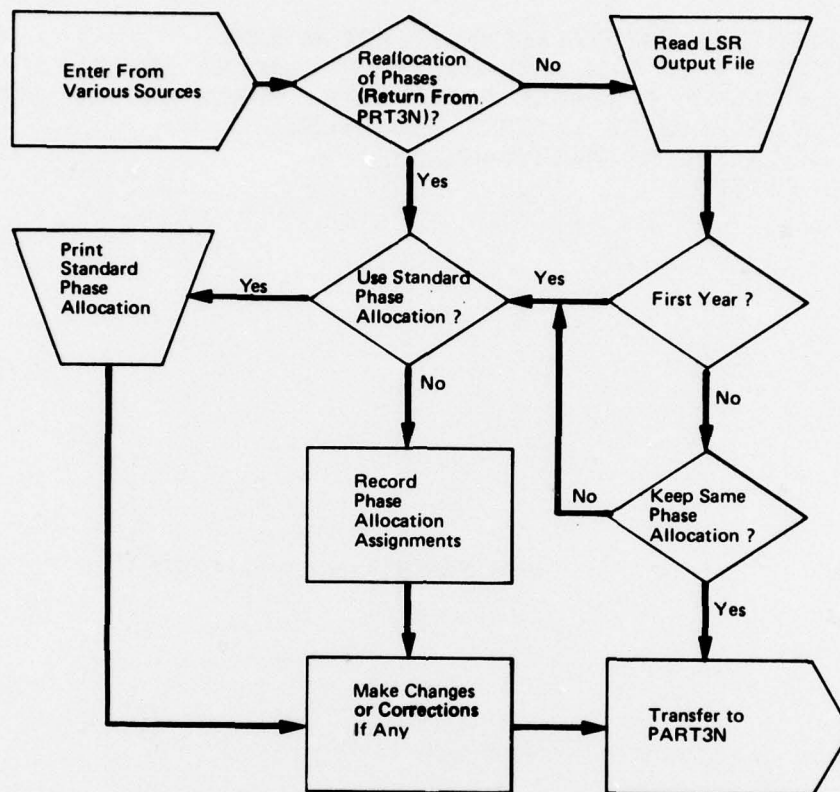 Enter From
Various Sources
Reallocation
of Phases
(Return From
PRT3N)?
No
Read LSR
Output File
Yes
Print
Standard
Phase
Allocation
Yes
Use Standard
Phase
Allocation ?
Yes
First Year ?
No
No
Record
Phase
Allocation
Assignments
No
Keep Same
Phase
Allocation ?
Yes
Make Changes
or Corrections
If Any
Transfer to
PART3N